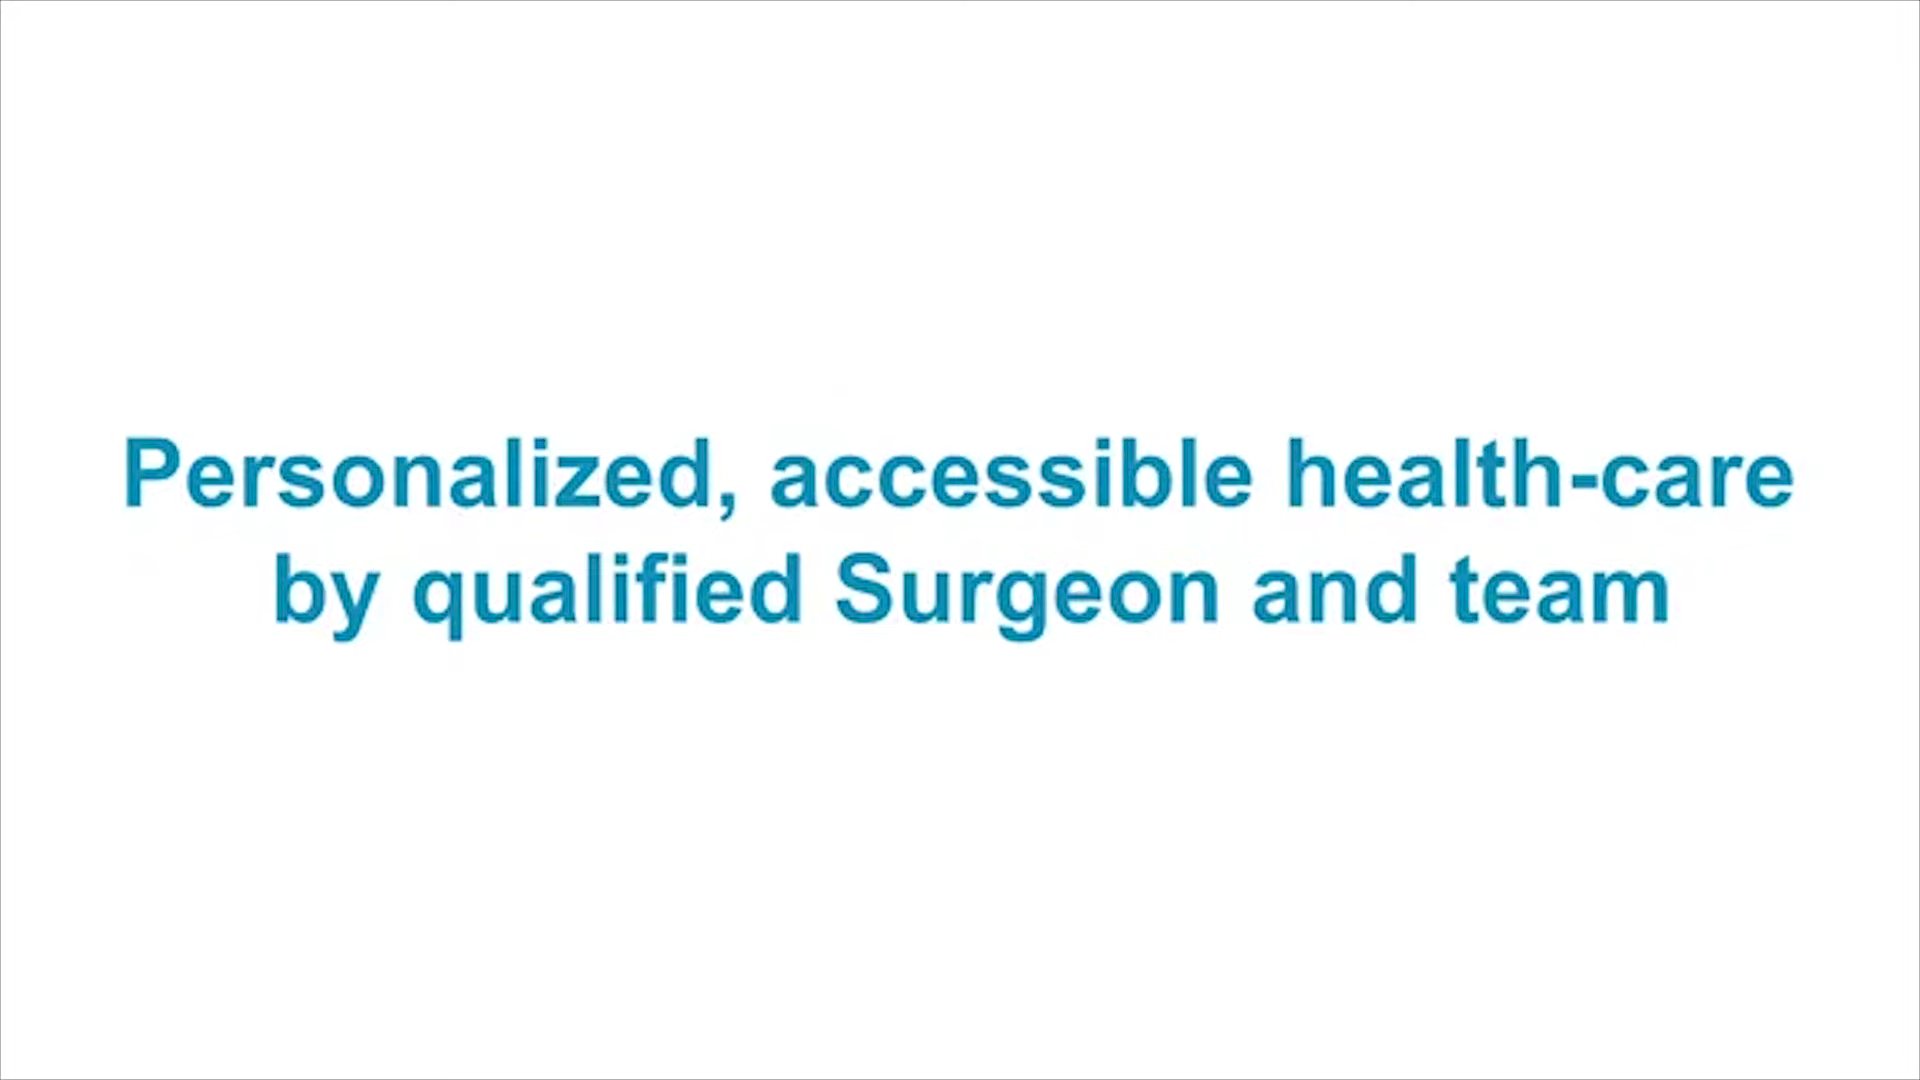 Personalized, accessible health-care
by qualified Surgeon and team